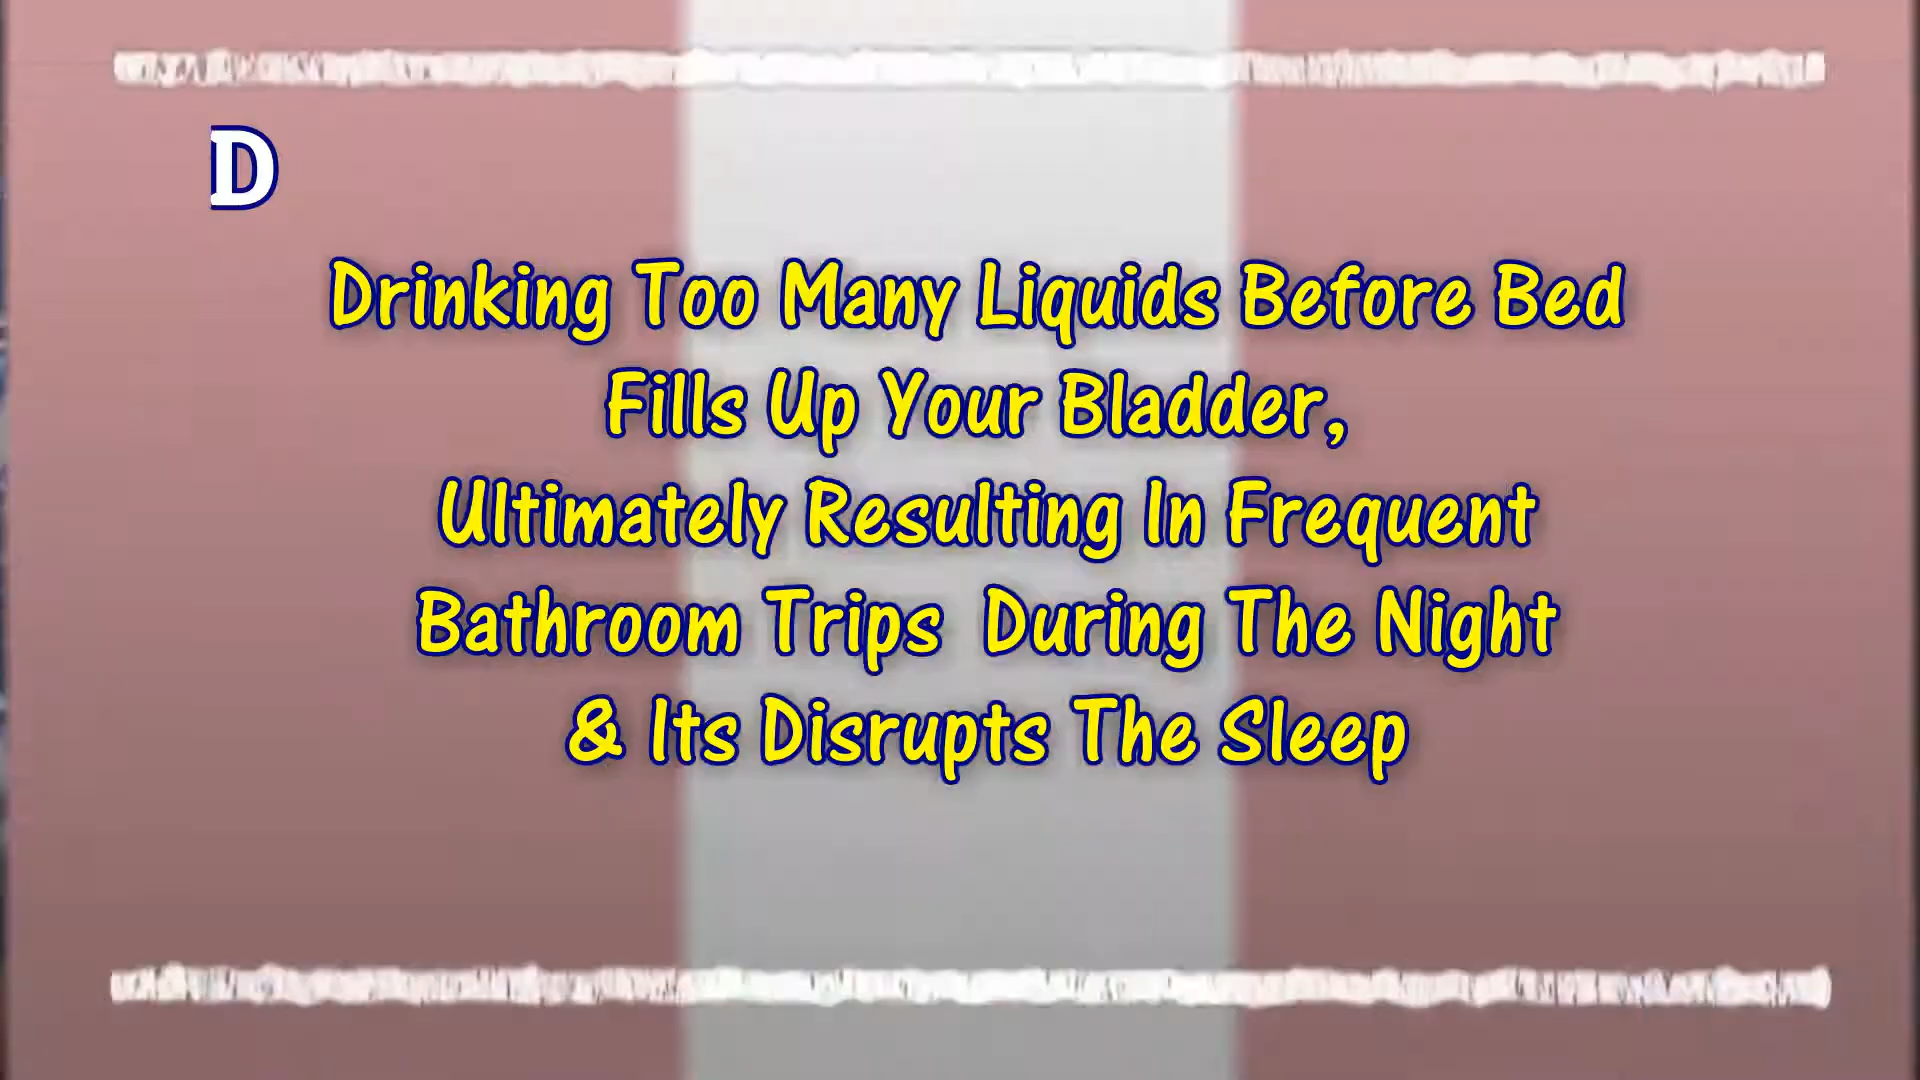 D
Drinking Too Many Liquids Before Bed
Fills Up Your Bladder,
Ultimately Resulting In Frequent
Bathroom Trips During The Night
& Its Disrupts The Sleep